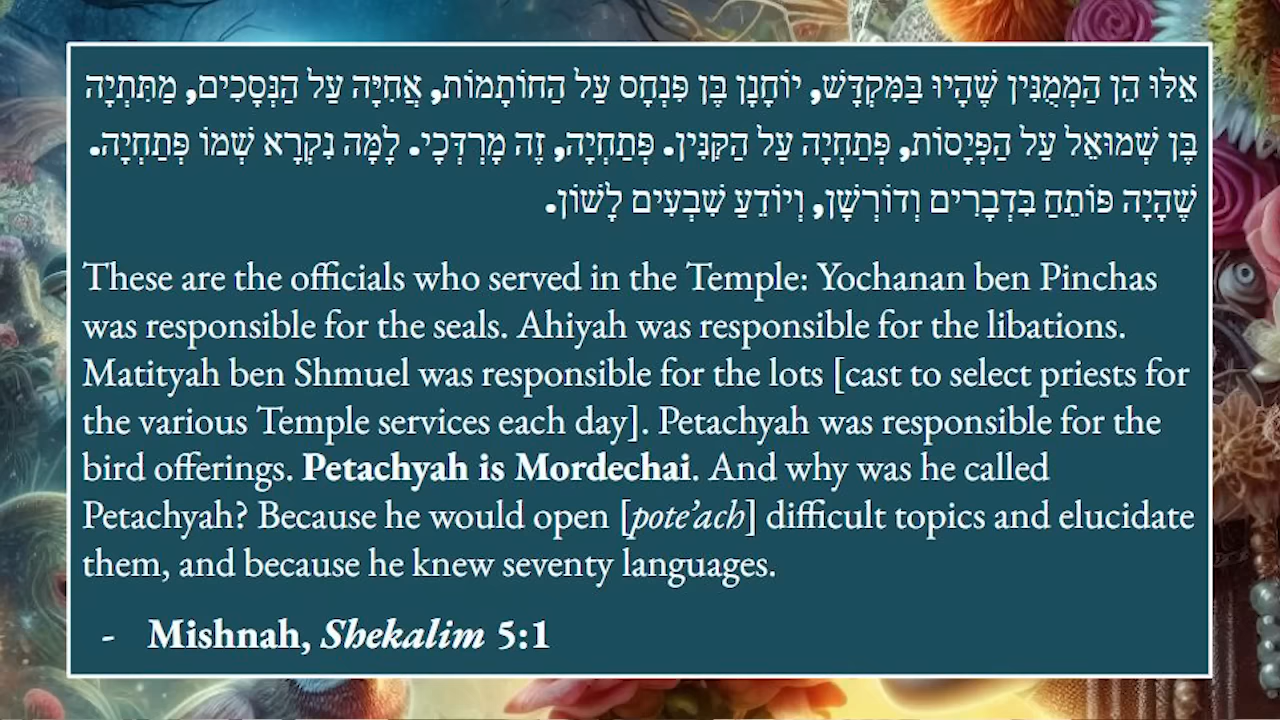 אֵלּוּ הֵן הַמְמֻנִּין שֶׁהָיוּ בַּמִּקְדָּשׁ, יוֹחָנָן בֶּן פִּנְחָס עַל הַחוֹתָמוֹת, אֲחִיָּה עַל הַנְּסָכִים, מַתִּתְיָה
בֶּן שְׁמוּאֵל עַל הַפְּיָסוֹת, פְּתַחְיָה עַל הַקִּנִּין. פְּתַחְיָה, זֶה מָרְדְּכָי. לָמָּה נִקְרָא שְׁמוֹ פְּתַחְיָה.
שֶׁהָיָה פּוֹתֵחַ בִּדְבָרִים וְדוֹרְשָׁן, וְיוֹדֵעַ שִׁבְעִים לָשׁוֹן.
These are the officials who served in the Temple: Yochanan ben Pinchas
was responsible for the seals. Ahiyah was responsible for the libations.
Matityah ben Shmuel was responsible for the lots [cast to select priests for
the various Temple services each day]. Petachyah was responsible for the
bird offerings. Petachyah is Mordechai. And why was he called
Petachyah? Because he would open [pote’ach] difficult topics and elucidate
them, and because he knew seventy languages.
- Mishnah, Shekalim 5:1